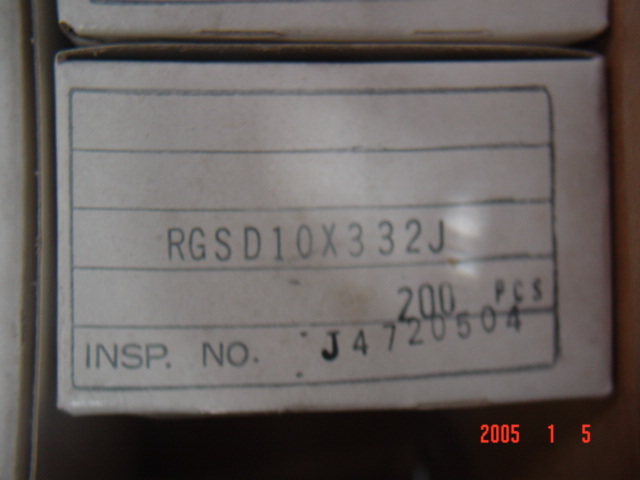 RGSD10X332J
200 PCS
INSP. NO. J4720504
2005 1 5